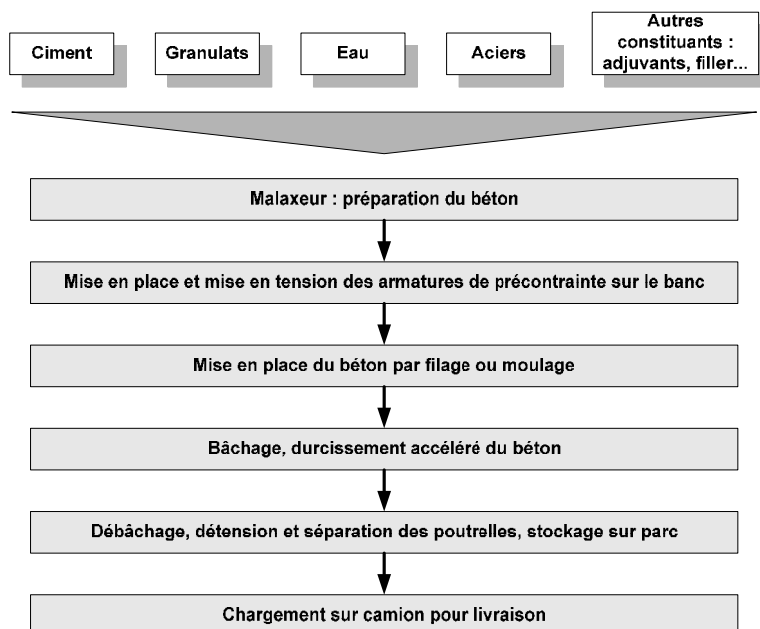 Ciment
Granulats
Eau
Aciers
Autres
constituants :
adjuvants, filler...
Malaxeur : préparation du béton
Mise en place et mise en tension des armatures de précontrainte sur le banc
Mise en place du béton par filage ou moulage
Bâchage, durcissement accéléré du béton
Débâchage, détension et séparation des poutrelles, stockage sur parc
Chargement sur camion pour livraison